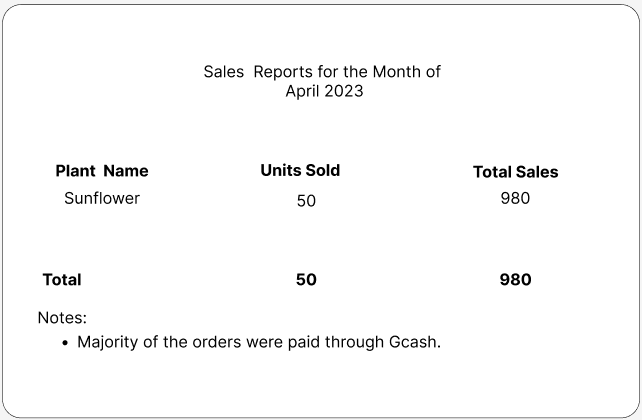 Sales Reports for the Month of
April 2023
Plant Name Units Sold Total Sales
Sunflower 50 980
Total 50 980
Notes:
• Majority of the orders were paid through Gcash.